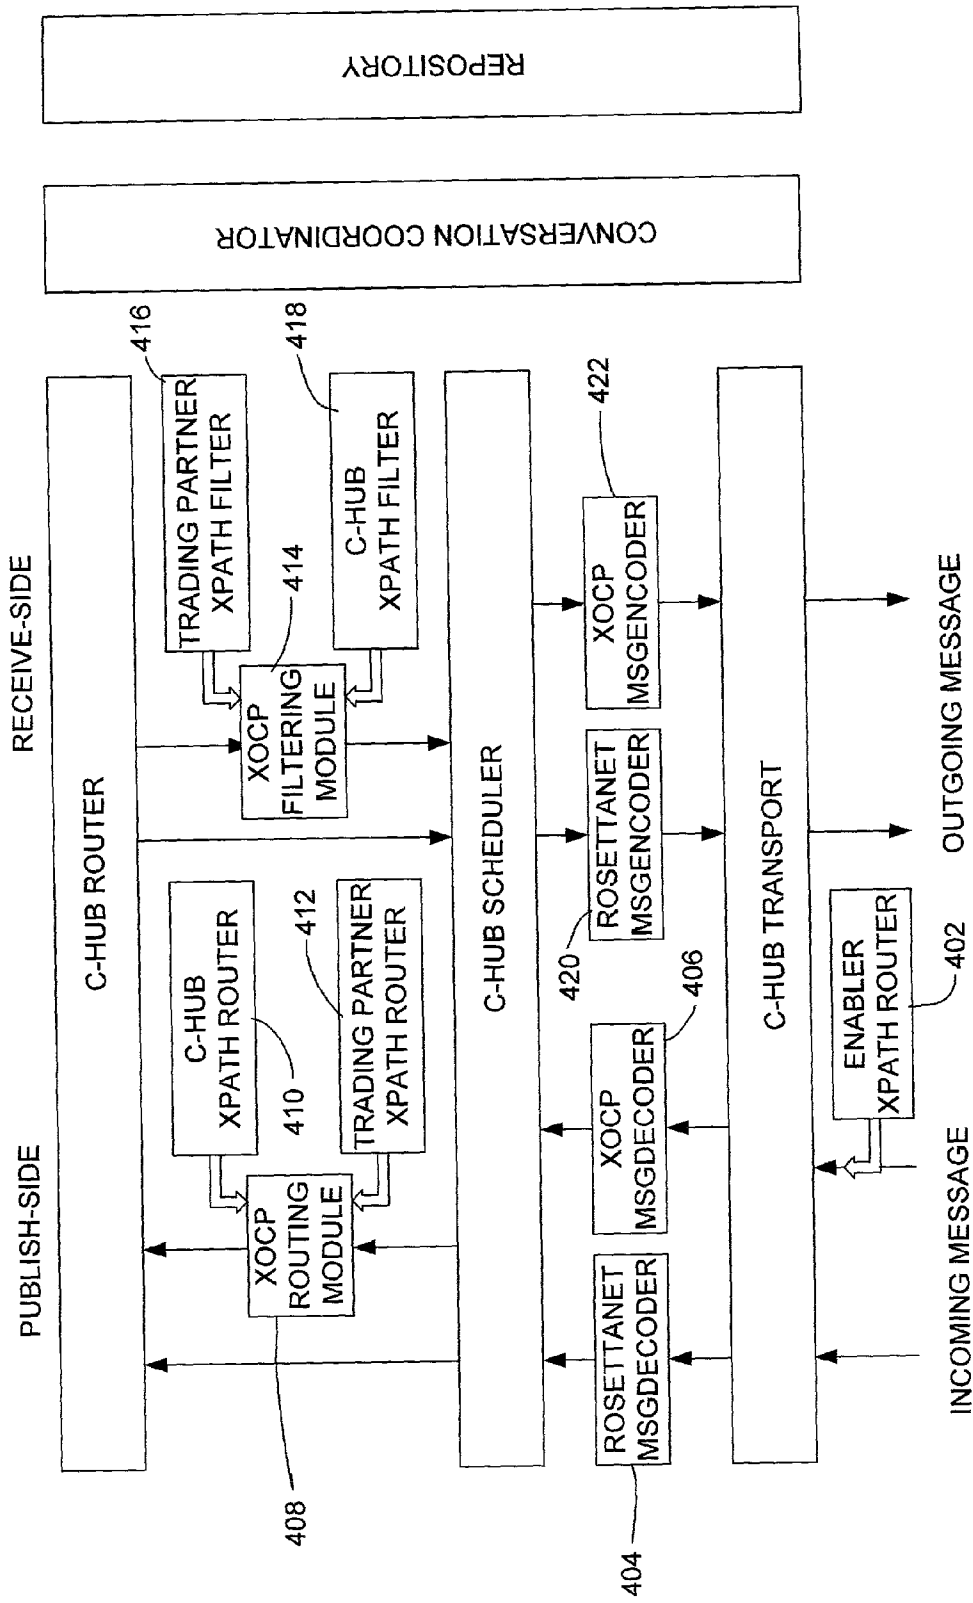 PUBLISH-SIDE
RECEIVE-SIDE
C-HUB ROUTER
408
XOCP
ROUTING
MODULE
C-HUB
XPATH ROUTER
410
TRADING PARTNER
XPATH ROUTER
412
XOCP
FILTERING
MODULE
414
TRADING PARTNER
XPATH FILTER
416
C-HUB
XPATH FILTER
418
C-HUB SCHEDULER
404
ROSETTANET
MSGDECODER
XOCP
MSGDECODER
406
420
ROSETTANET
MSGENCODER
XOCP
MSGENCODER
422
C-HUB TRANSPORT
ENABLER
XPATH ROUTER
402
INCOMING MESSAGE
OUTGOING MESSAGE
CONVERSATION COORDINATOR
REPOSITORY